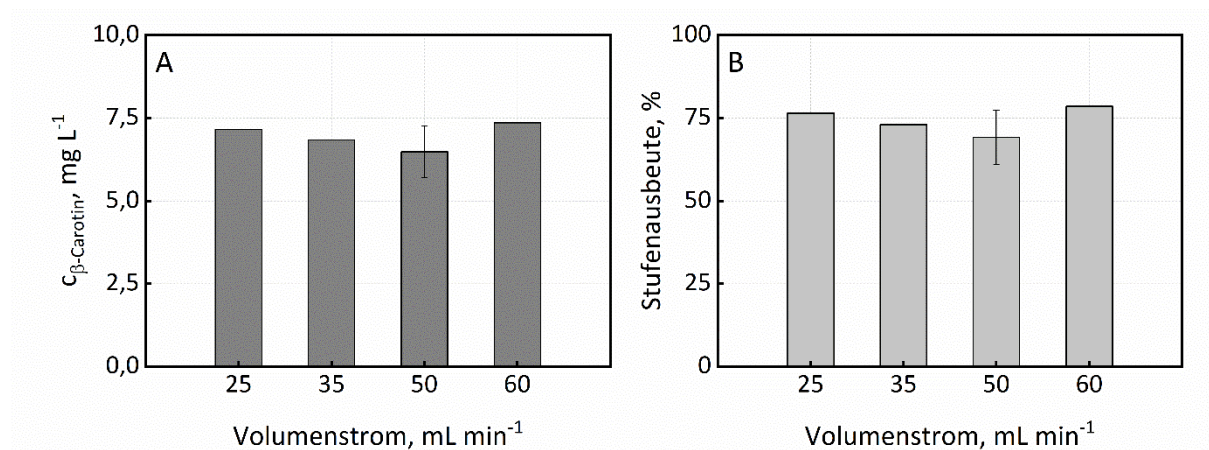 A
10,0
7,5
5,0
2,5
0,0
cβ-Carotin, mg L-1
25 35 50 60
Volumenstrom, mL min-1
B
100
75
50
25
0
Stufenausbeute, %
25 35 50 60
Volumenstrom, mL min-1